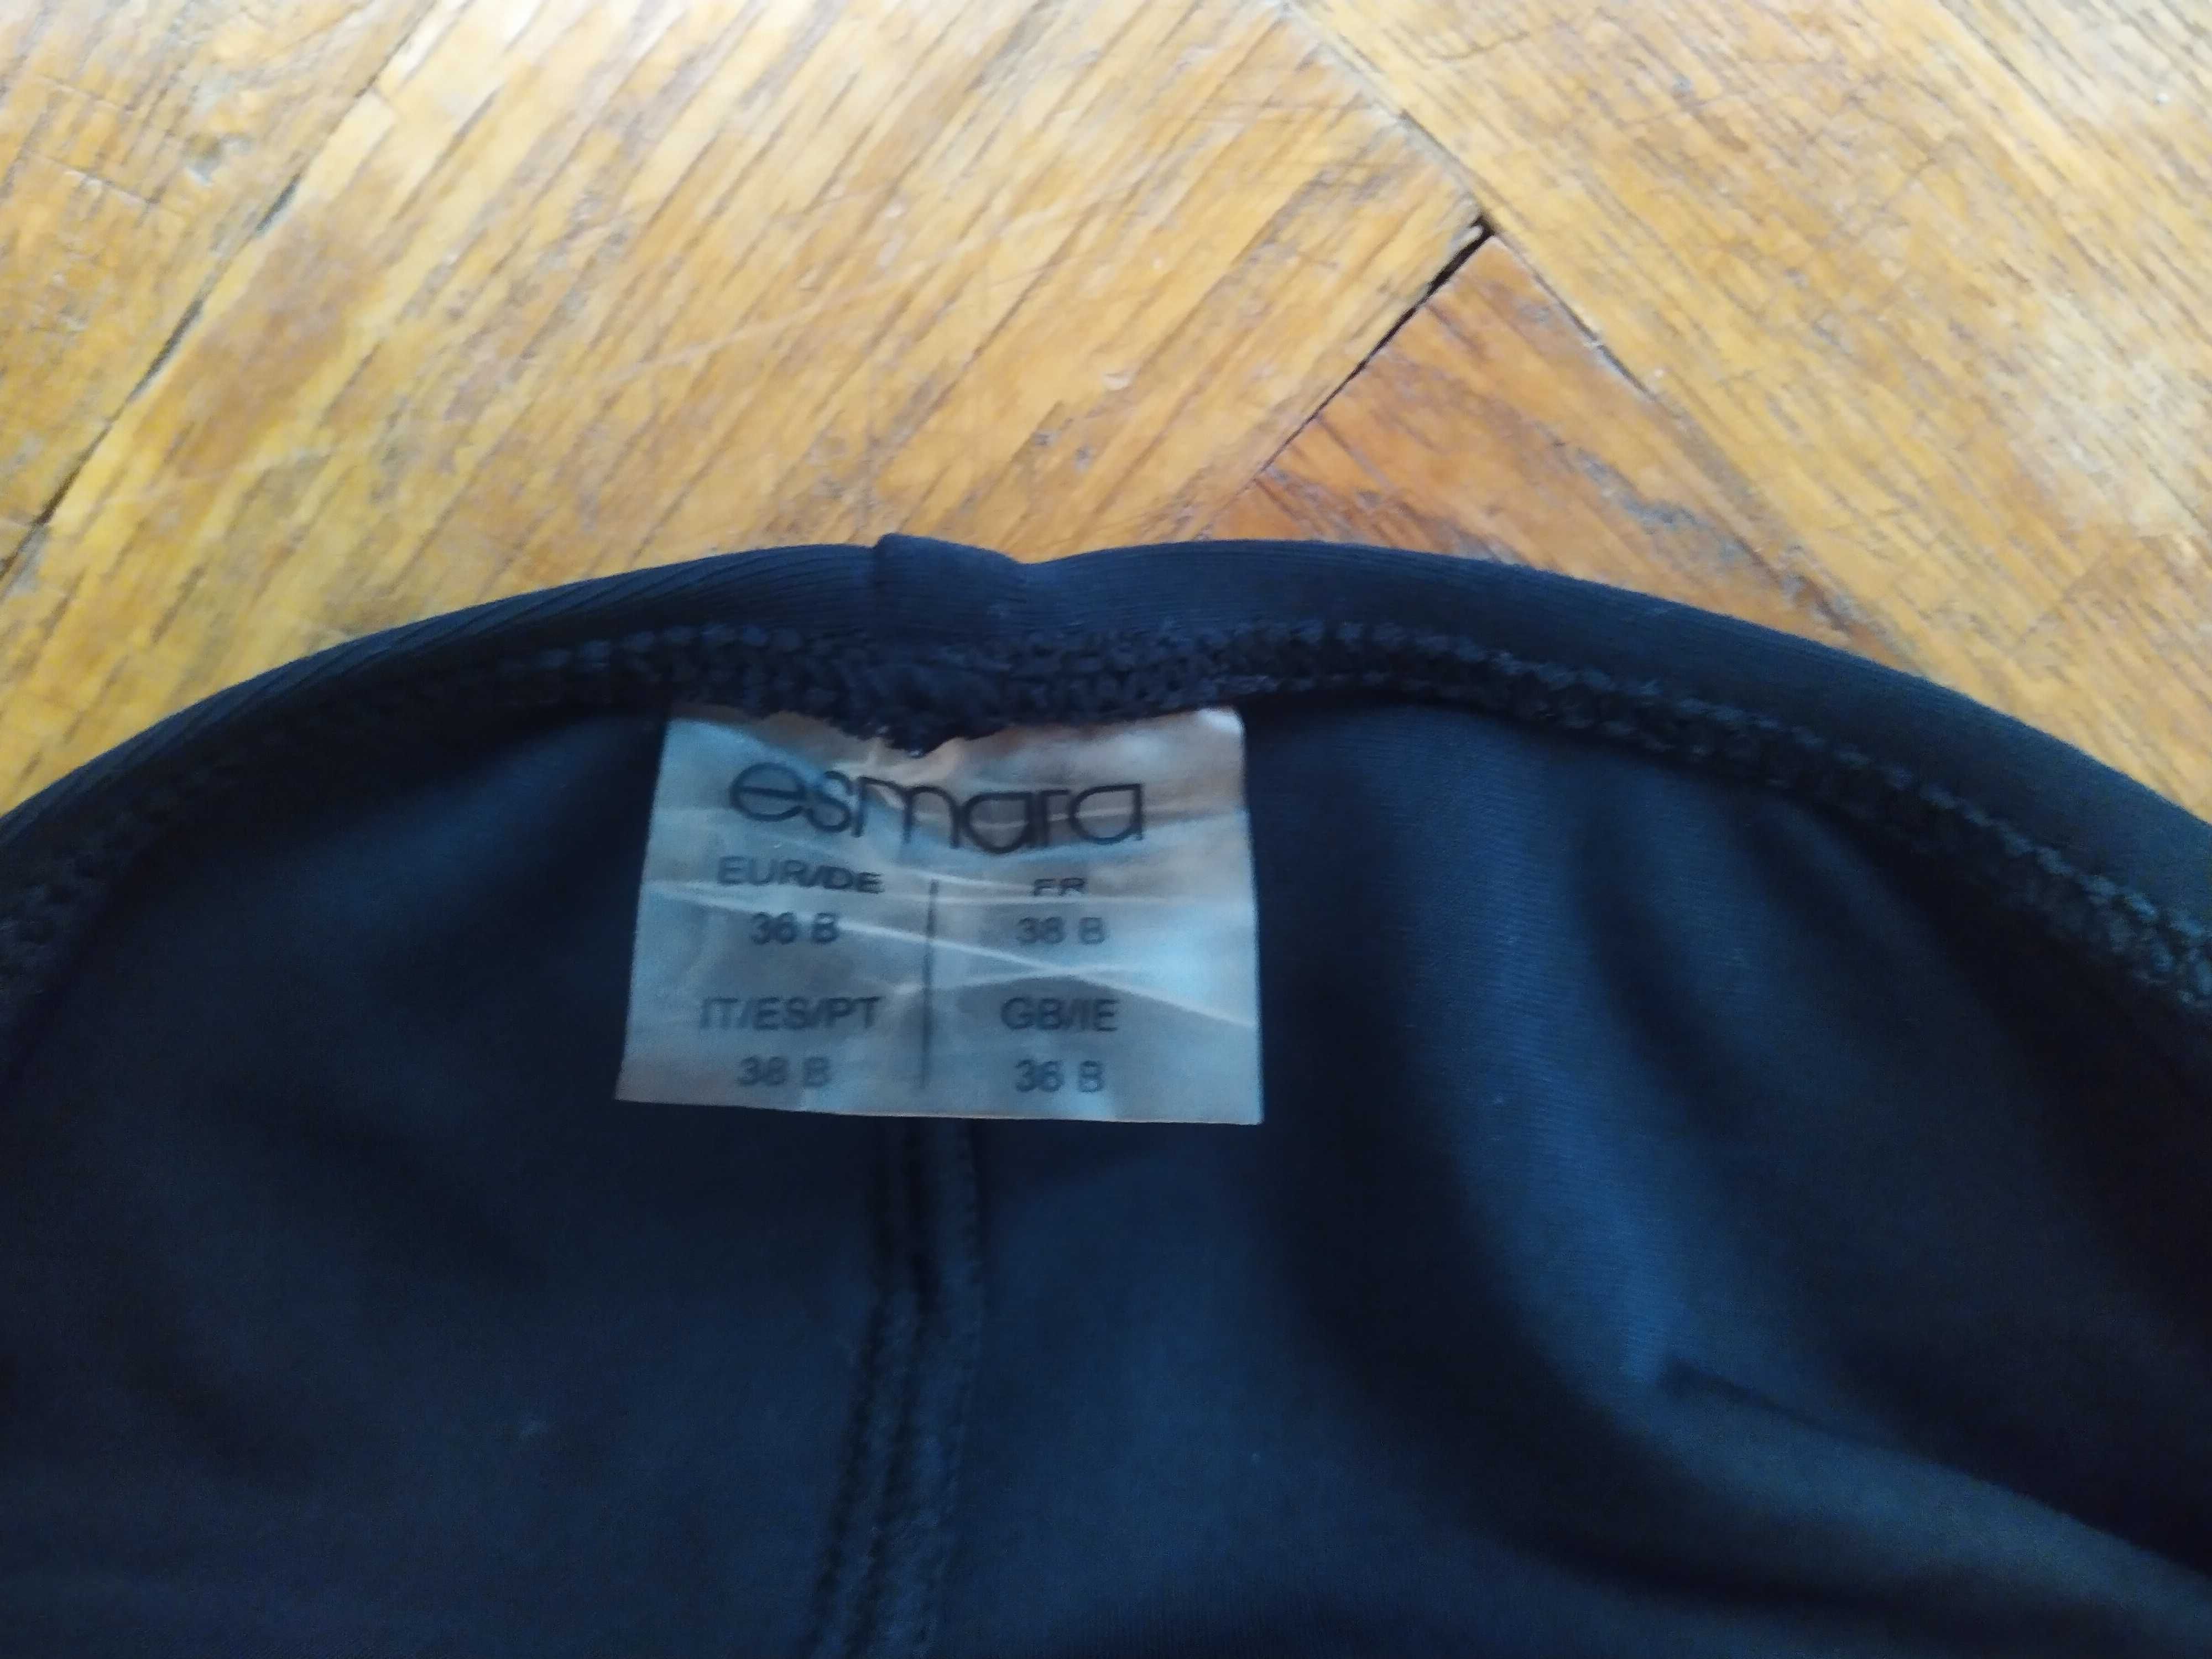 esmara
EUR/DE FR
36 B 38 B
IT/ES/PT GB/IE
38 B 36 B